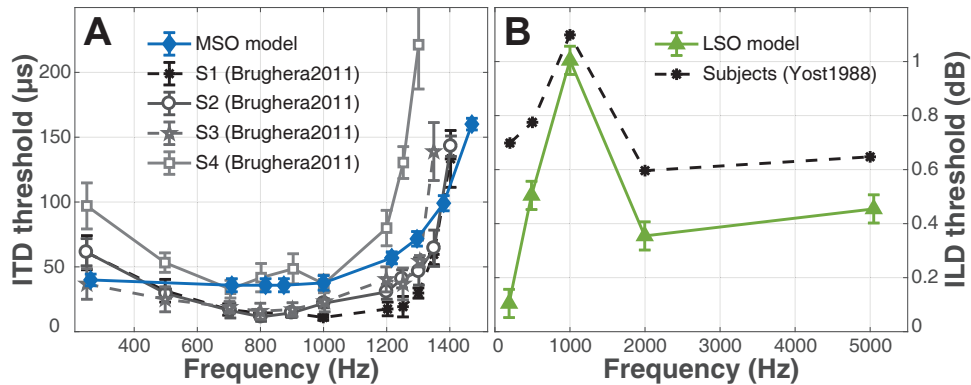 A
MSO model
S1 (Brughera2011)
S2 (Brughera2011)
S3 (Brughera2011)
S4 (Brughera2011)
ITD threshold (µs)
200
150
100
50
0
400 600 800 1000 1200 1400
Frequency (Hz)
B
LSO model
Subjects (Yost1988)
1
0.8
0.6
0.4
0.2
0
ILD threshold (dB)
0 1000 2000 3000 4000 5000
Frequency (Hz)